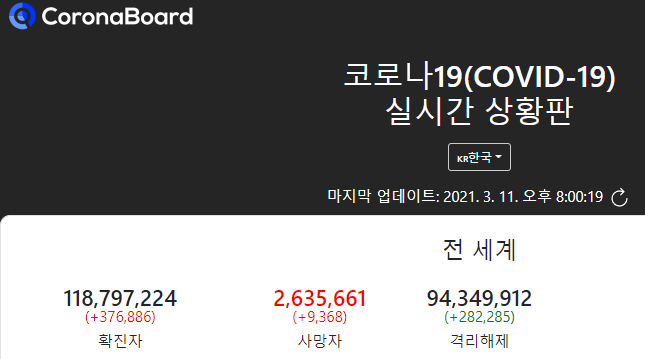 CoronaBoard
코로나19(COVID-19)
실시간 상황판
KR한국
마지막 업데이트: 2021. 3. 11. 오후 8:00:19
전 세계
118,797,224 2,635,661 94,349,912
(+376,886) (+9,368) (+282,285)
확진자 사망자 격리해제